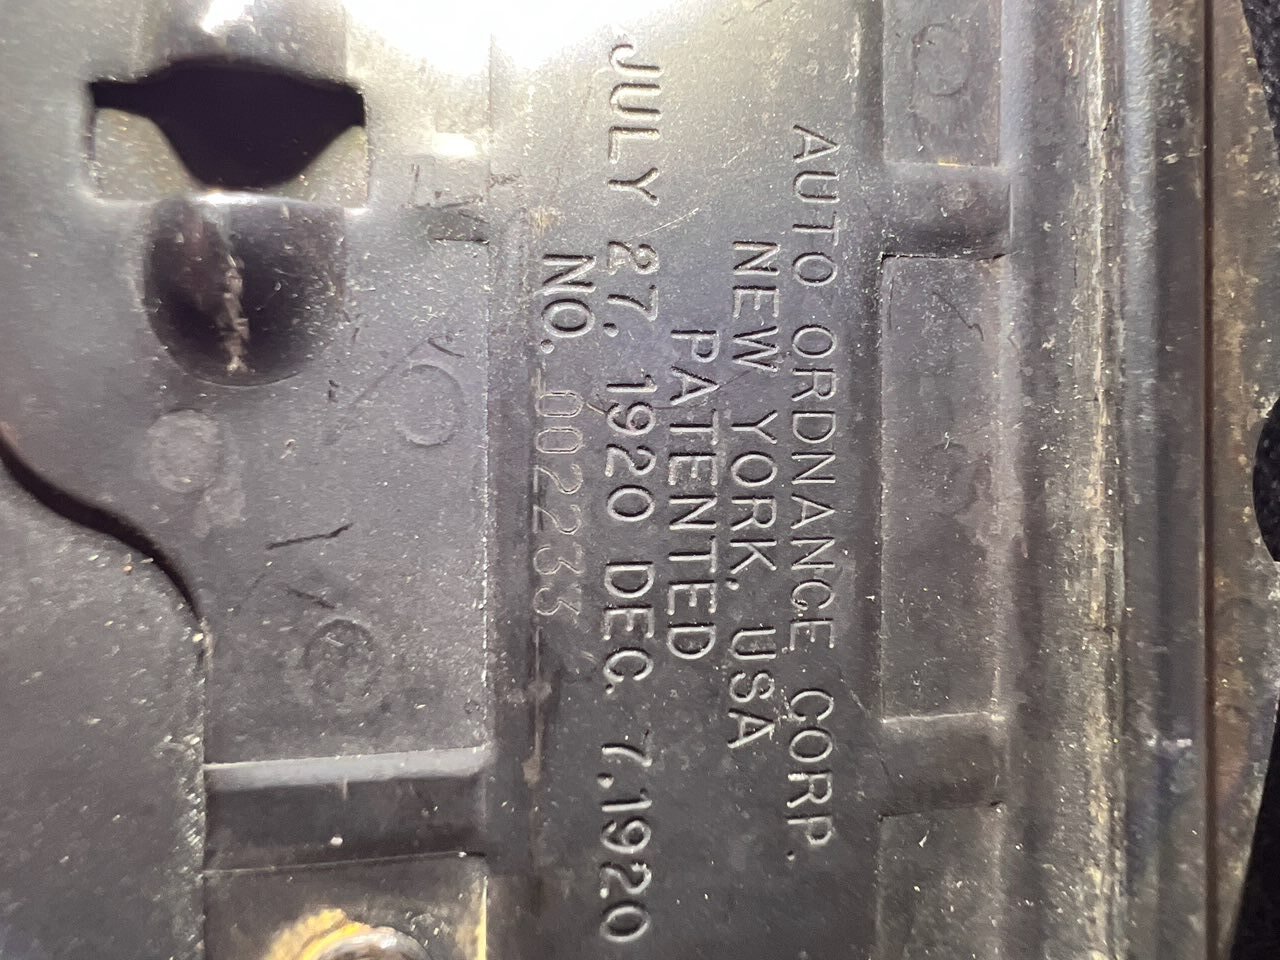 AUTO ORDNANCE CORP.
NEW YORK, USA
PATENTED
JULY 27, 1920 DEC. 7,1920
NO. 002233